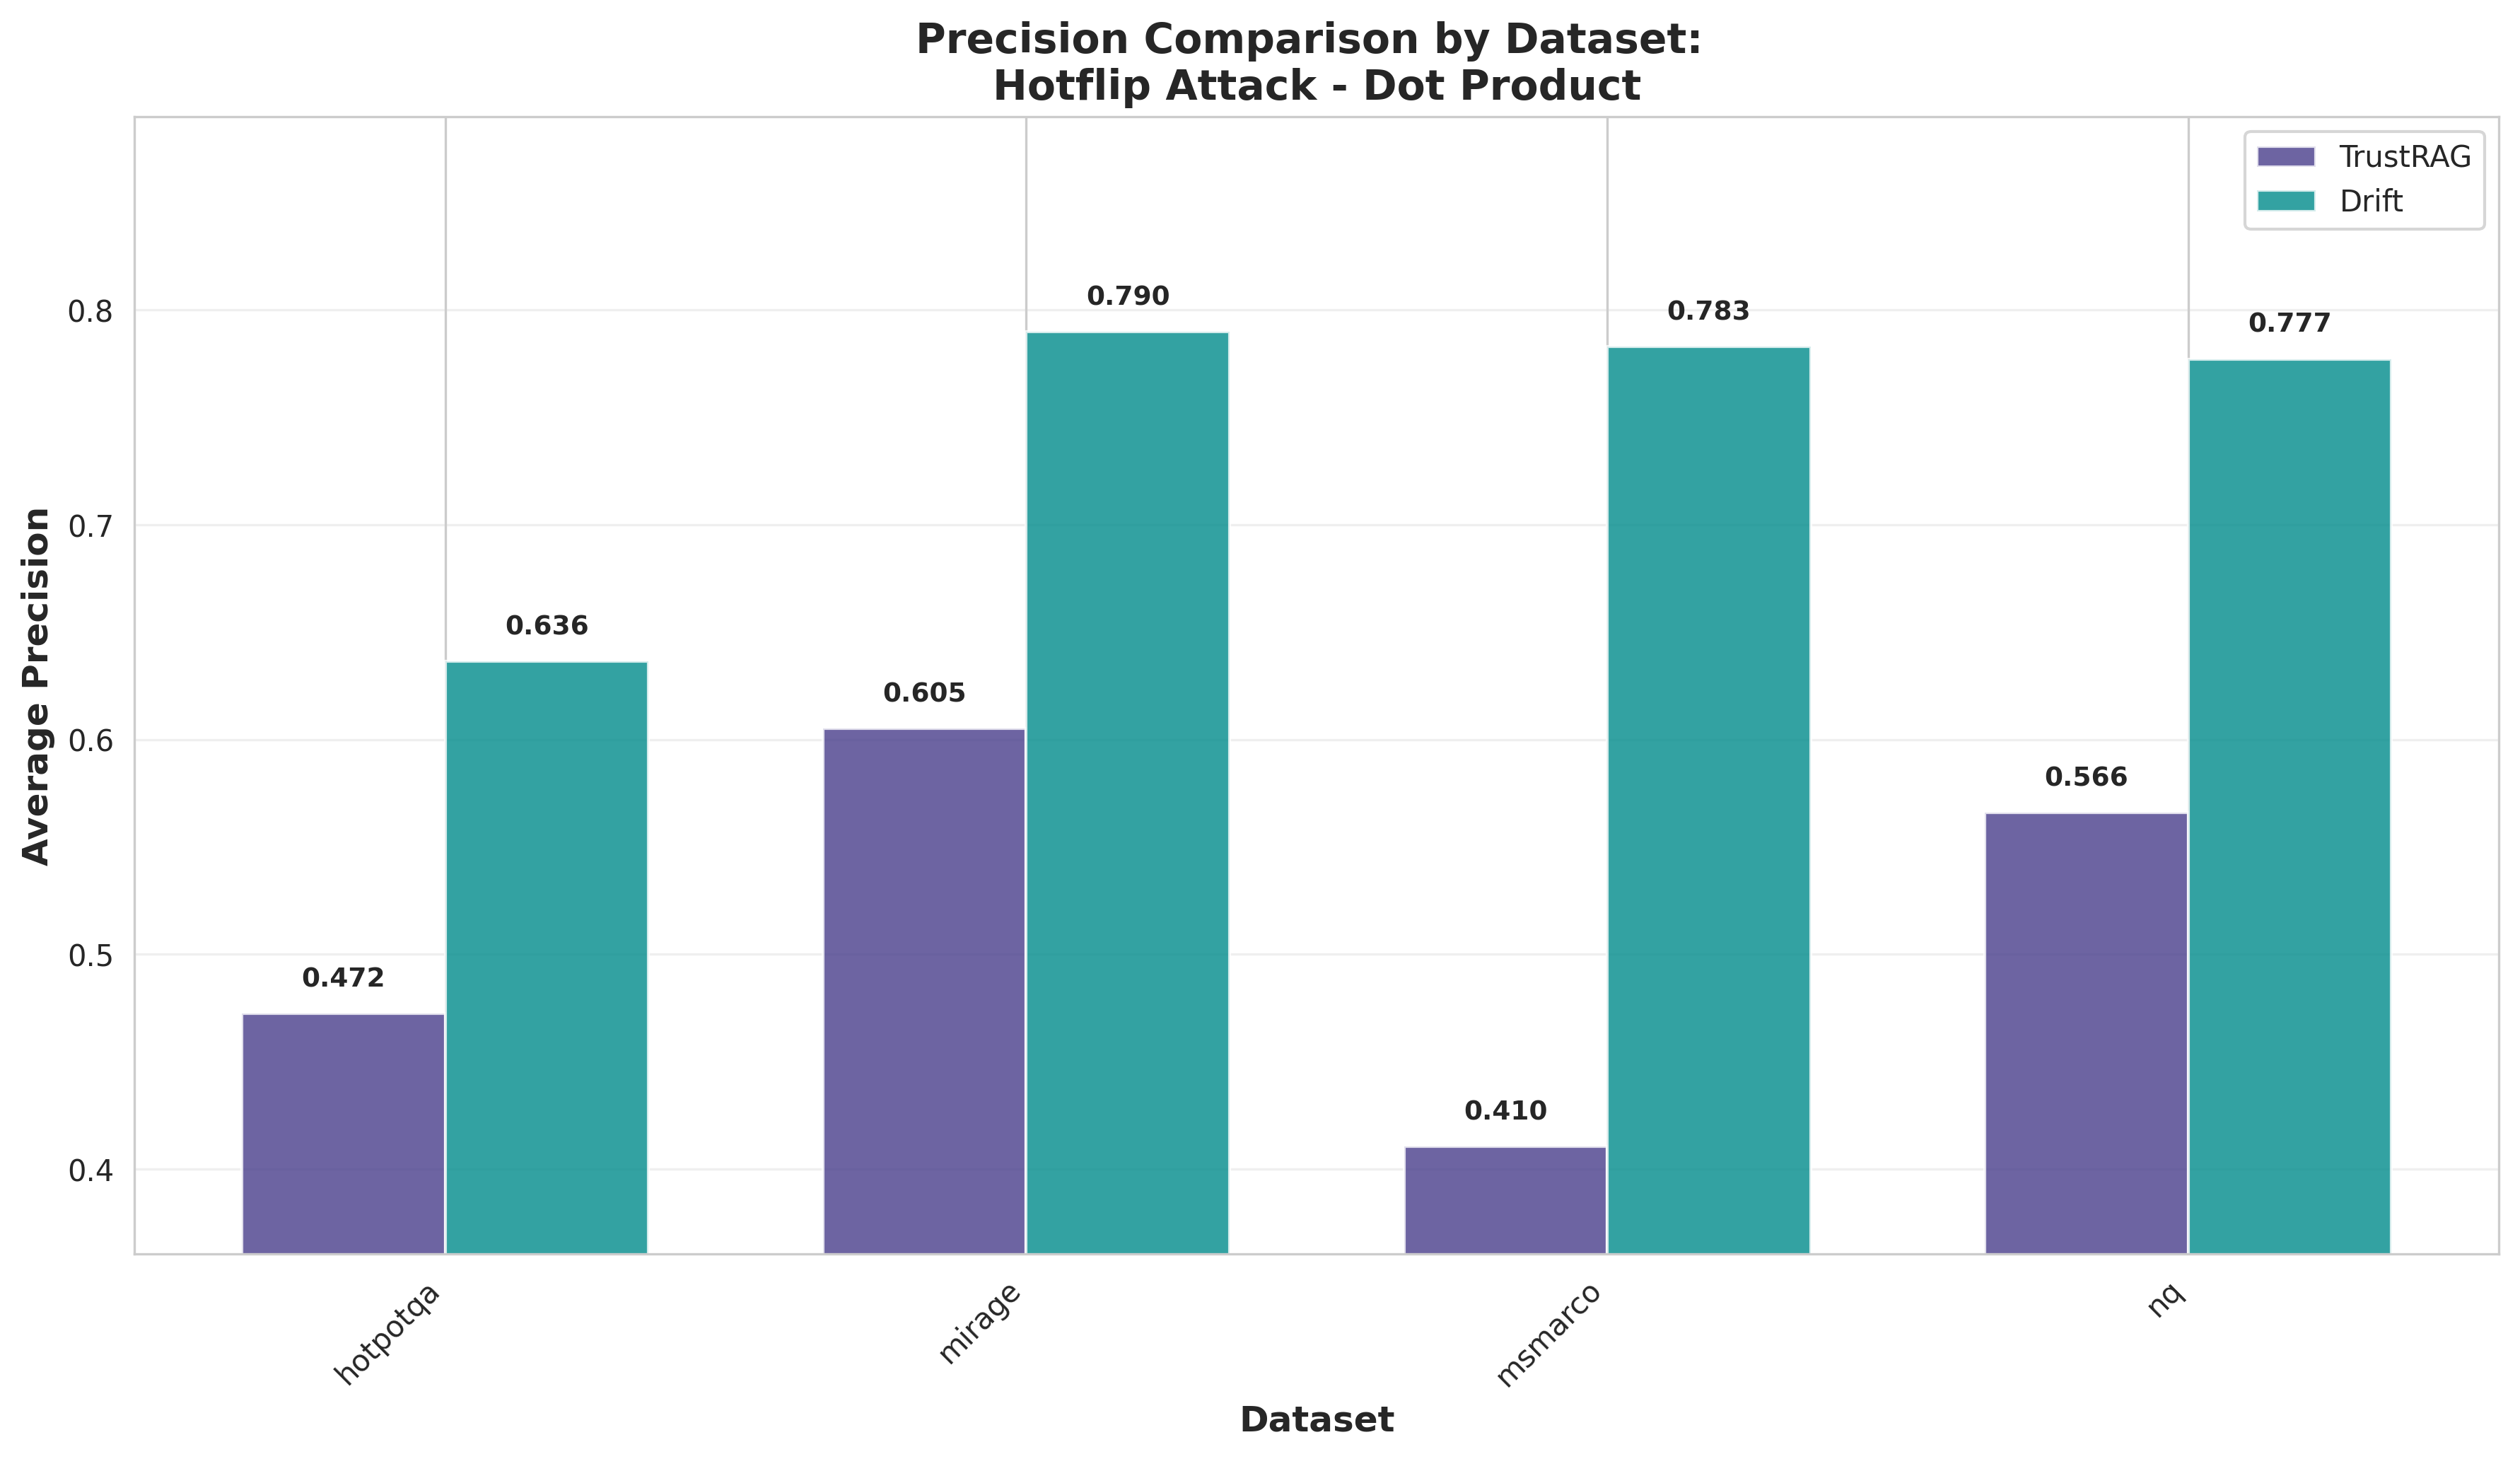 Precision Comparison by Dataset:
Hotflip Attack - Dot Product
TrustRAG
Drift
Average Precision
0.8
0.7
0.6
0.5
0.4
0.472
0.636
0.605
0.790
0.410
0.783
0.566
0.777
hotpotqa
mirage
msmarco
nq
Dataset